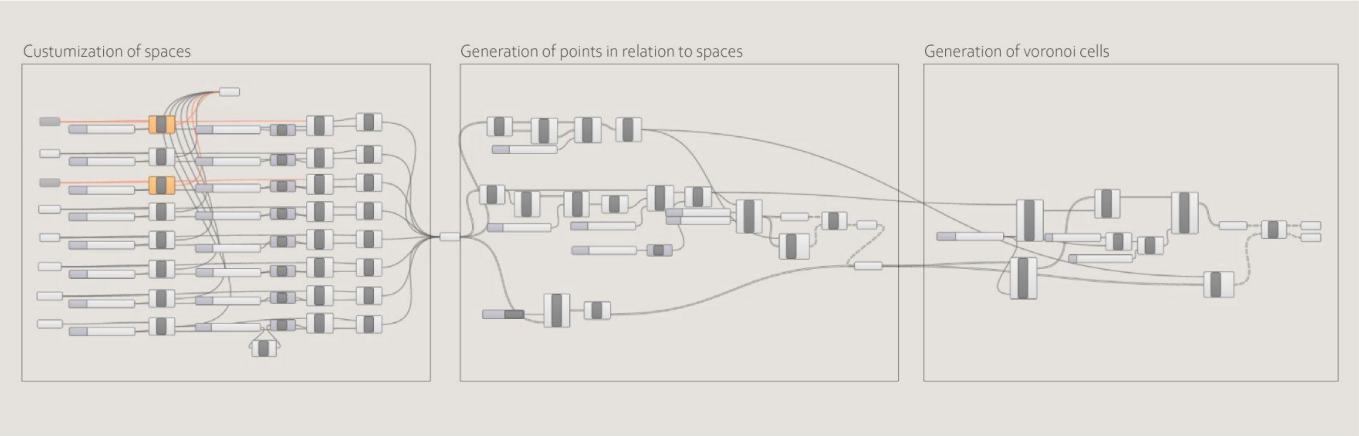 Custumization of spaces
Generation of points in relation to spaces
Generation of voronoi cells